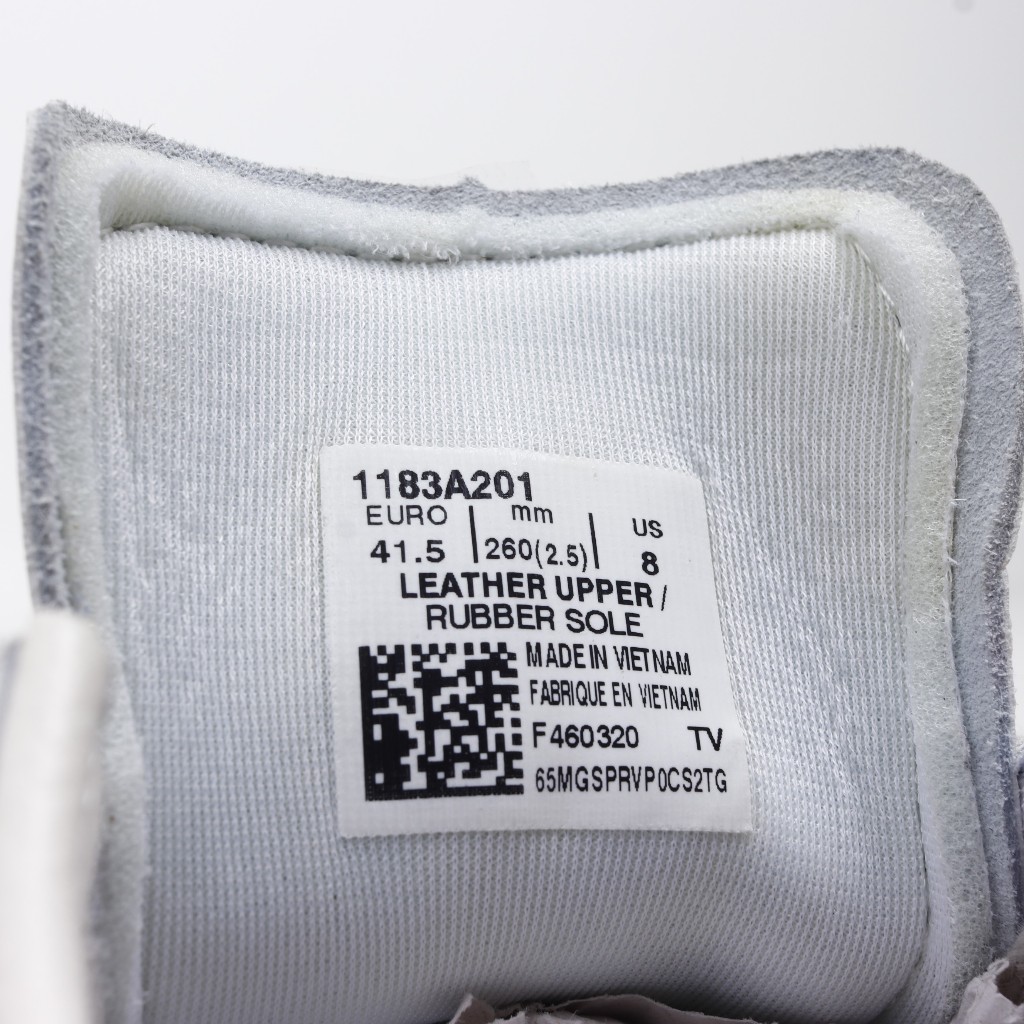 1183A201
EURO | mm | US
41.5 | 260(2.5) | 8
LEATHER UPPER /
RUBBER SOLE
MADE IN VIETNAM
FABRIQUE EN VIETNAM
F460320 TV
65MGSPRVP0CS2TG